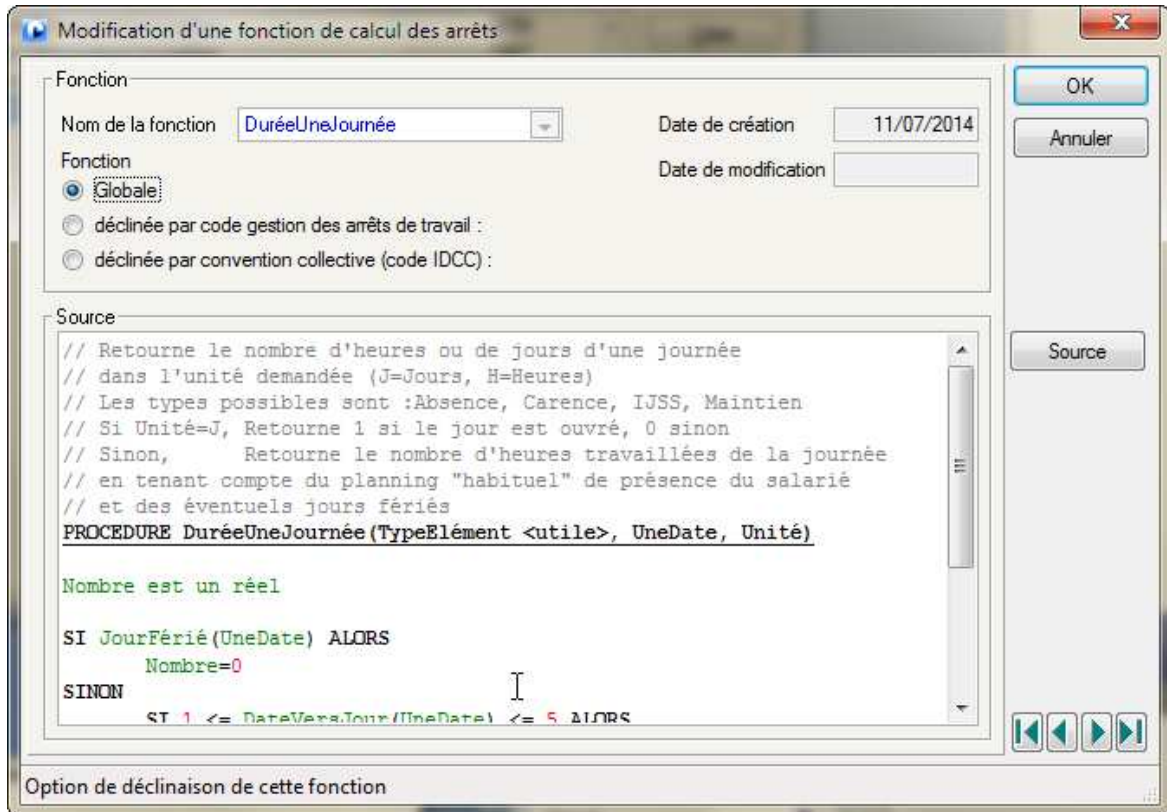 Modification d'une fonction de calcul des arrêts
Fonction
Nom de la fonction DuréeUneJournée
Date de création 11/07/2014
Date de modification
Fonction
Globale
déclinée par code gestion des arrêts de travail :
déclinée par convention collective (code IDCC) :
OK
Annuler
Source
// Retourne le nombre d'heures ou de jours d'une journée
// dans l'unité demandée (J=Jours, H=Heures)
// Les types possibles sont :Absence, Carence, IJSS, Maintien
// Si Unité=J, Retourne 1 si le jour est ouvré, 0 sinon
// Sinon, Retourne le nombre d'heures travaillées de la journée
// en tenant compte du planning "habituel" de présence du salarié
// et des éventuels jours fériés
PROCEDURE DuréeUneJournée(TypeElément <utile>, UneDate, Unité)
Nombre est un réel
SI JourFérié(UneDate) ALORS
Nombre=0
SINON
SI 1 <= DateVersJour(UneDate) <= 5 ALORS
Source
Option de déclinaison de cette fonction